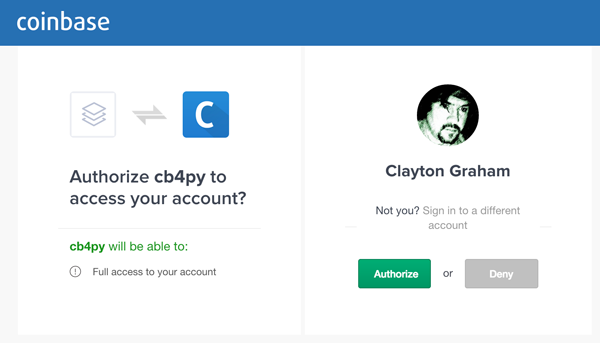 coinbase
C
Authorize cb4py to
access your account?
cb4py will be able to:
Full access to your account
Clayton Graham
Not you? Sign in to a different
account
Authorize or Deny